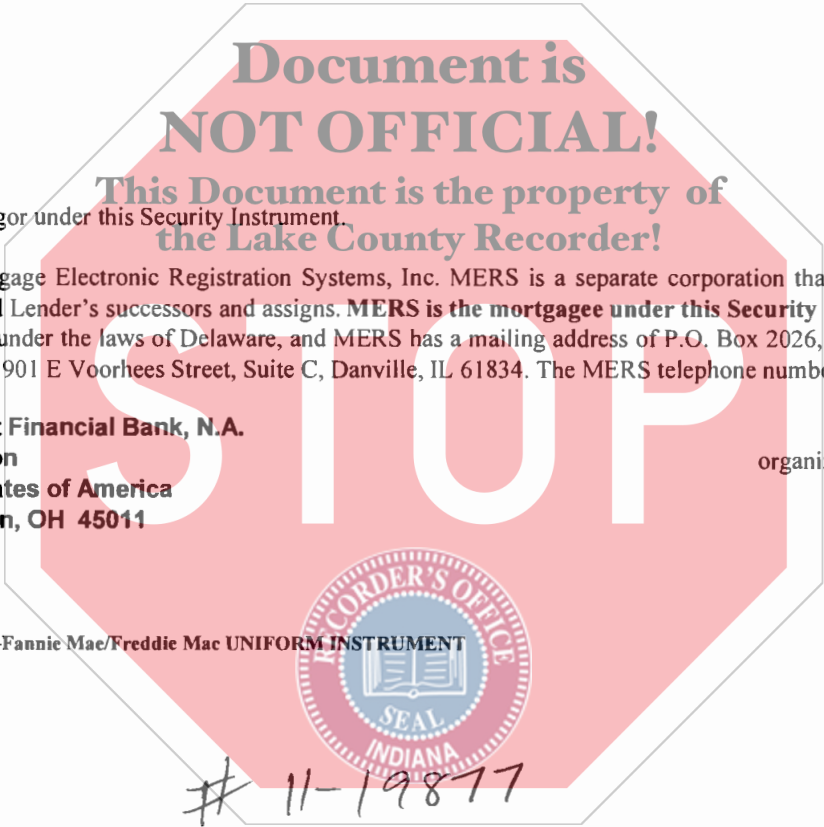 Document is
NOT OFFICIAL!
This Document is the property of
the Lake County Recorder!
gor under this Security Instrument.
gage Electronic Registration Systems, Inc. MERS is a separate corporation tha
l Lender's successors and assigns. MERS is the mortgagee under this Security
under the laws of Delaware, and MERS has a mailing address of P.O. Box 2026,
901 E Voorhees Street, Suite C, Danville, IL 61834. The MERS telephone numbe
STOP
t Financial Bank, N.A.
on
organi
tes of America
n, OH 45011
-Fannie Mae/Freddie Mac UNIFORM INSTRUMENT
RECORDER'S OFFICE
SEAL
INDIANA
# 11-19877